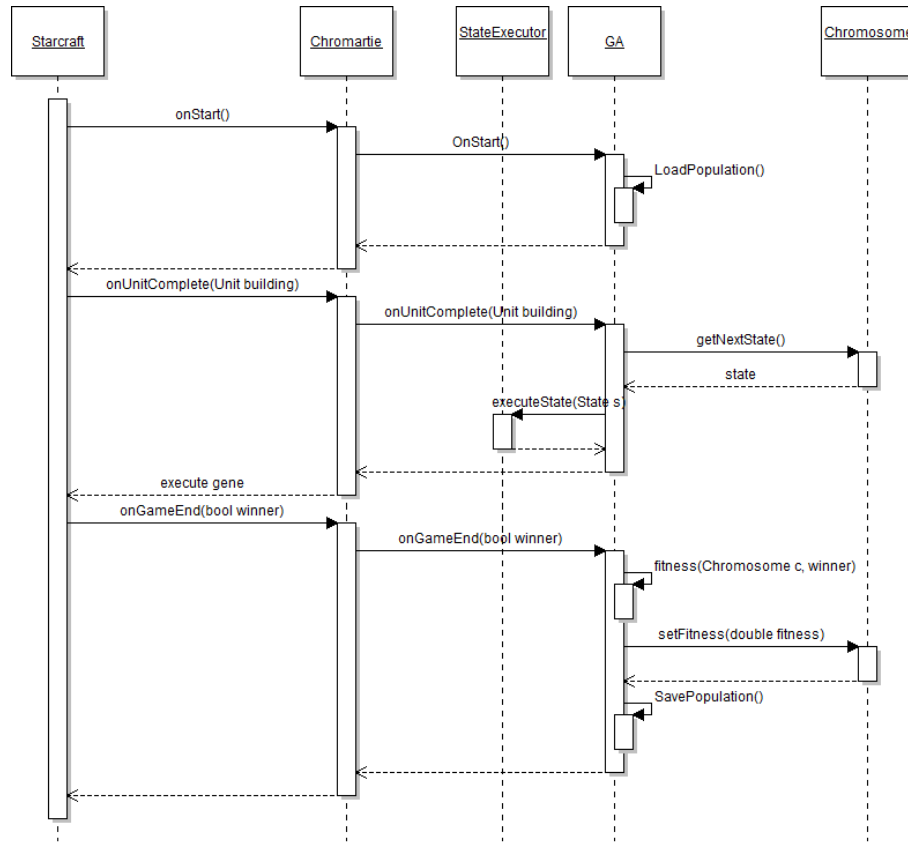 Starcraft
Chromartie
StateExecutor
GA
Chromosome
onStart()
OnStart()
LoadPopulation()
onUnitComplete(Unit building)
onUnitComplete(Unit building)
getNextState()
state
executeState(State s)
execute gene
onGameEnd(bool winner)
onGameEnd(bool winner)
fitness(Chromosome c, winner)
setFitness(double fitness)
SavePopulation()